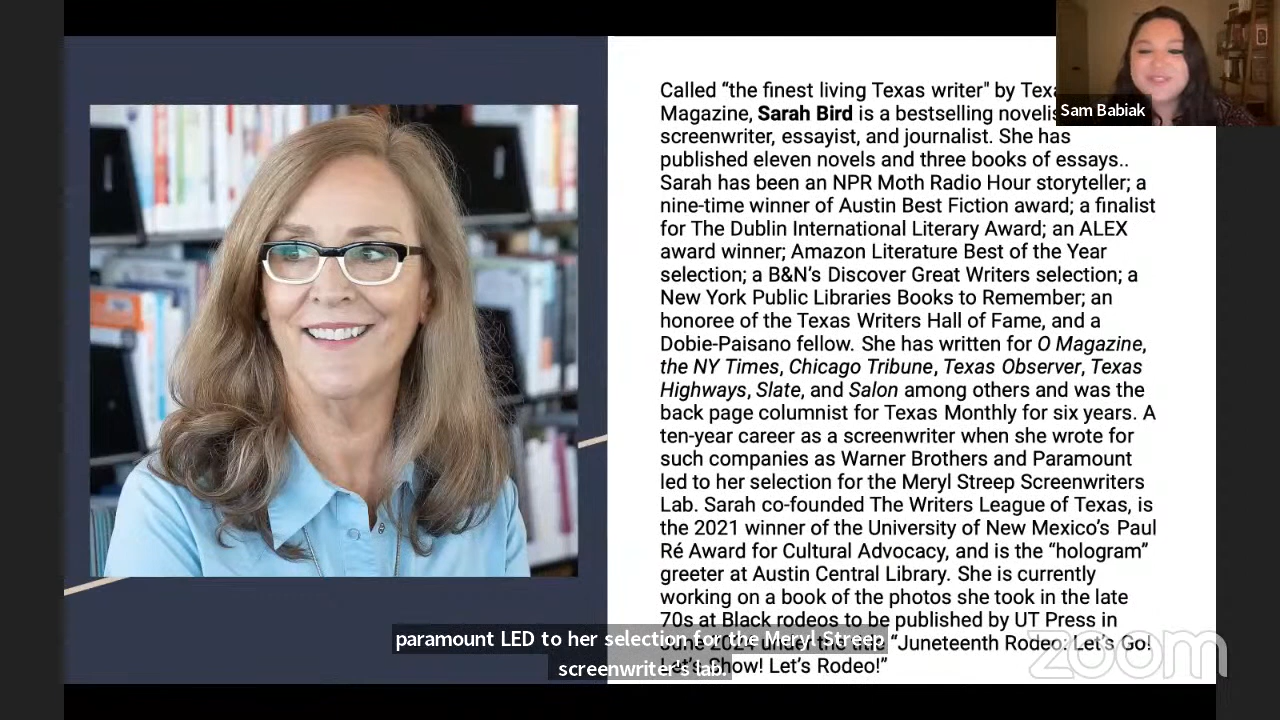 Called “the finest living Texas writer" by
Magazine, Sarah Bird is a bestselling
screenwriter, essayist, and journalist. She has
published eleven novels and three books of essays..
Sarah has been an NPR Moth Radio Hour storyteller; a
nine-time winner of Austin Best Fiction award; a finalist
for The Dublin International Literary Award; an ALEX
award winner; Amazon Literature Best of the Year
selection; a B&N’s Discover Great Writers selection; a
New York Public Libraries Books to Remember; an
honoree of the Texas Writers Hall of Fame, and a
Dobie-Paisano fellow. She has written for O Magazine,
the NY Times, Chicago Tribune, Texas Observer, Texas
Highways, Slate, and Salon among others and was the
back page columnist for Texas Monthly for six years. A
ten-year career as a screenwriter when she wrote for
such companies as Warner Brothers and Paramount
led to her selection for the Meryl Streep Screenwriters
Lab. Sarah co-founded The Writers League of Texas, is
the 2021 winner of the University of New Mexico’s Paul
Ré Award for Cultural Advocacy, and is the “hologram”
greeter at Austin Central Library. She is currently
working on a book of the photos she took in the late
70s at Black rodeos to be published by UT Press in
June 2024 under the title “Juneteenth Rodeo: Let’s Go!
Let’s Show! Let’s Rodeo!”
Sam Babiak
paramount LED to her selection for the Meryl Streep
screenwriter's lab.
zoom